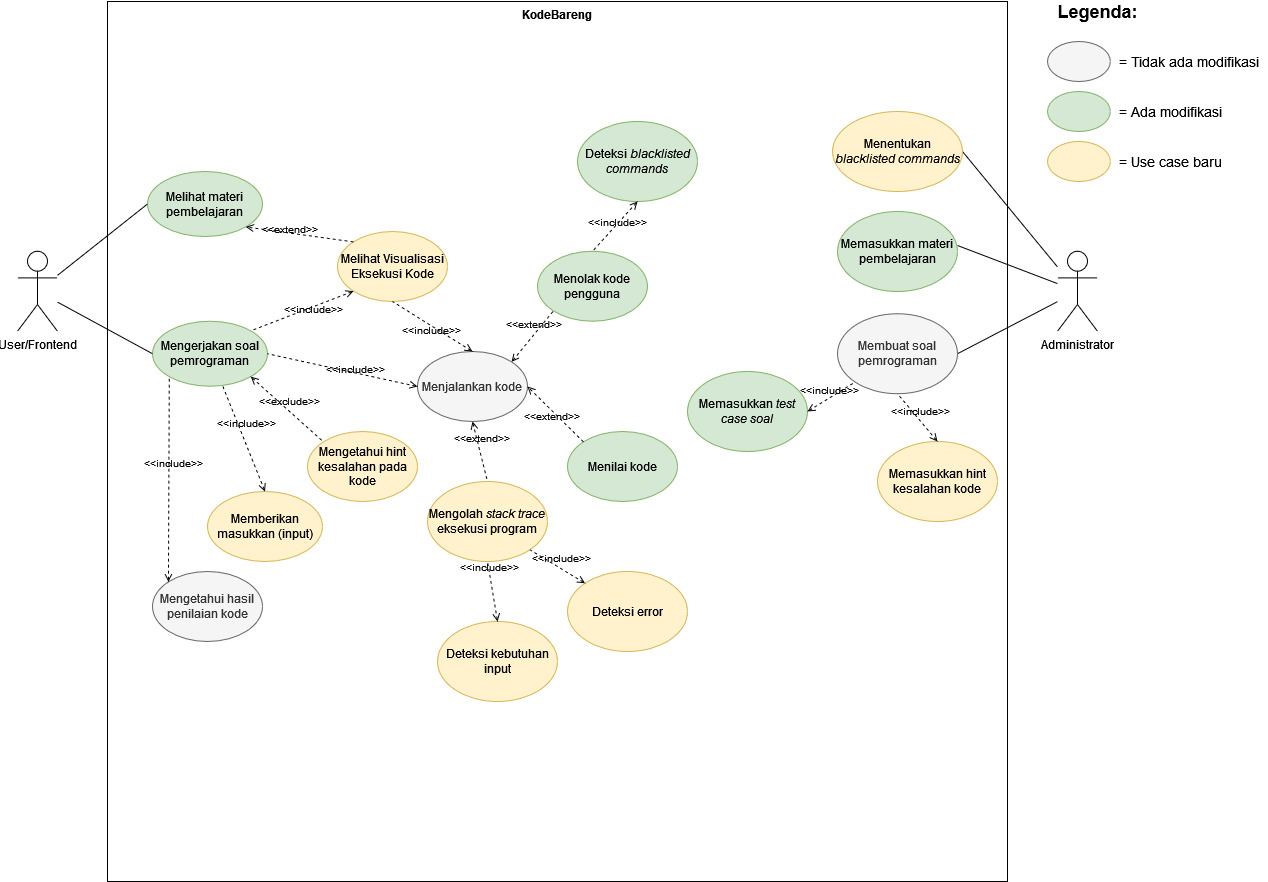 KodeBareng
Legenda:
= Tidak ada modifikasi
= Ada modifikasi
= Use case baru
Menentukan
blacklisted commands
Deteksi blacklisted
commands
Melihat materi
pembelajaran
<<include>>
<<extend>>
Melihat Visualisasi
Eksekusi Kode
Memasukkan materi
pembelajaran
Menolak kode
pengguna
<<include>>
<<include>>
<<extend>>
User/Frontend
Administrator
Mengerjakan soal
pemrograman
Membuat soal
pemrograman
<<include>>
Menjalankan kode
<<include>>
<<exclude>>
Memasukkan test
case soal
<<include>>
<<include>>
<<extend>>
<<extend>>
Mengetahui hint
kesalahan pada
kode
Menilai kode
<<include>>
Memasukkan hint
kesalahan kode
Memberikan
masukkan (input)
Mengolah stack trace
eksekusi program
<<include>>
<<include>>
Mengetahui hasil
penilaian kode
Deteksi error
Deteksi kebutuhan
input